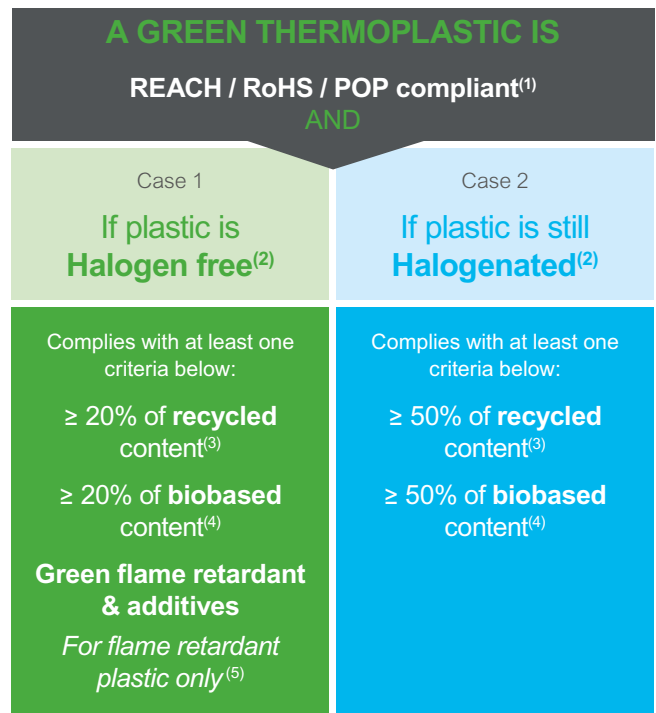 A GREEN THERMOPLASTIC IS
REACH / RoHS / POP compliant(1)
AND
Case 1
If plastic is
Halogen free(2)
Complies with at least one
criteria below:
≥ 20% of recycled
content(3)
≥ 20% of biobased
content(4)
Green flame retardant
& additives
For flame retardant
plastic only (5)
Case 2
If plastic is still
Halogenated(2)
Complies with at least one
criteria below:
≥ 50% of recycled
content(3)
≥ 50% of biobased
content(4)